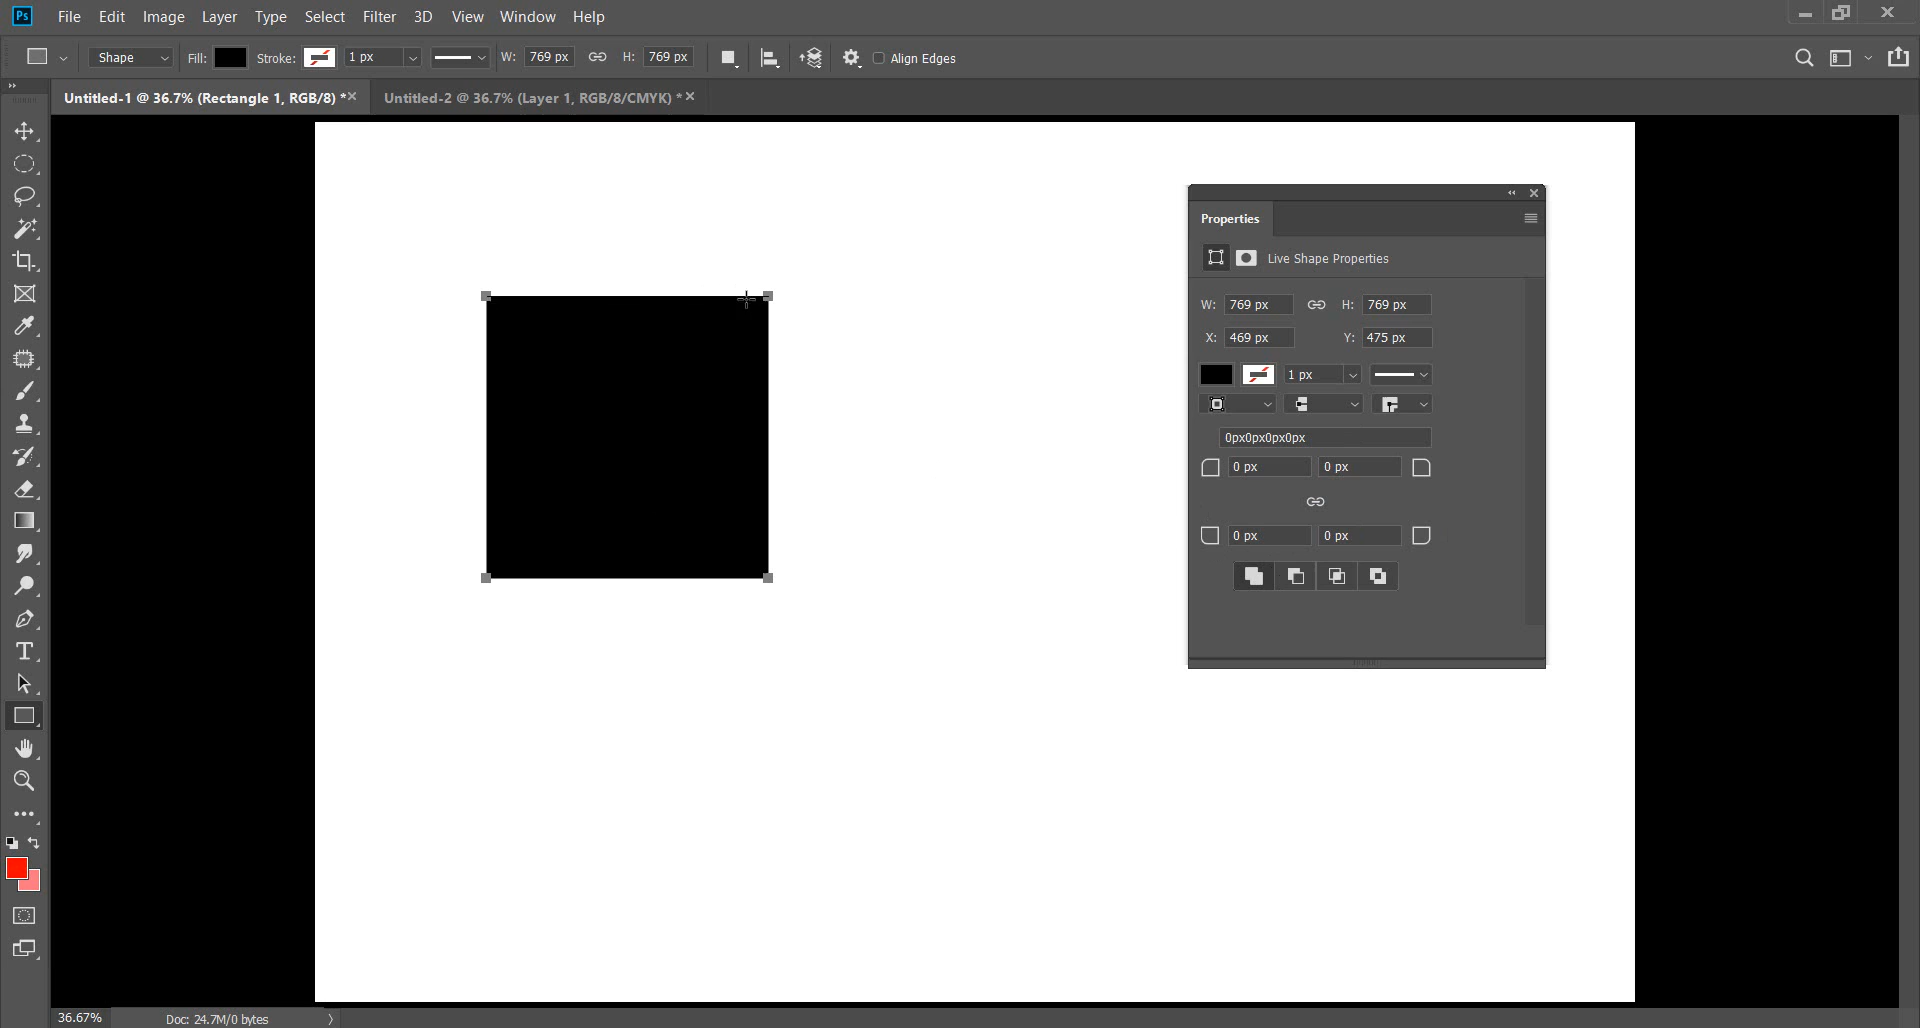 Ps File Edit Image Layer Type Select Filter 3D View Window Help
Shape Fill: Stroke: 1 px W: 769 px H: 769 px Align Edges
Untitled-1 @ 36.7% (Rectangle 1, RGB/8) * Untitled-2 @ 36.7% (Layer 1, RGB/8/CMYK) *
Properties
Live Shape Properties
W: 769 px H: 769 px
X: 469 px Y: 475 px
1 px
0px0px0px0px
0 px 0 px
0 px 0 px
36.67% Doc: 24.7M/0 bytes